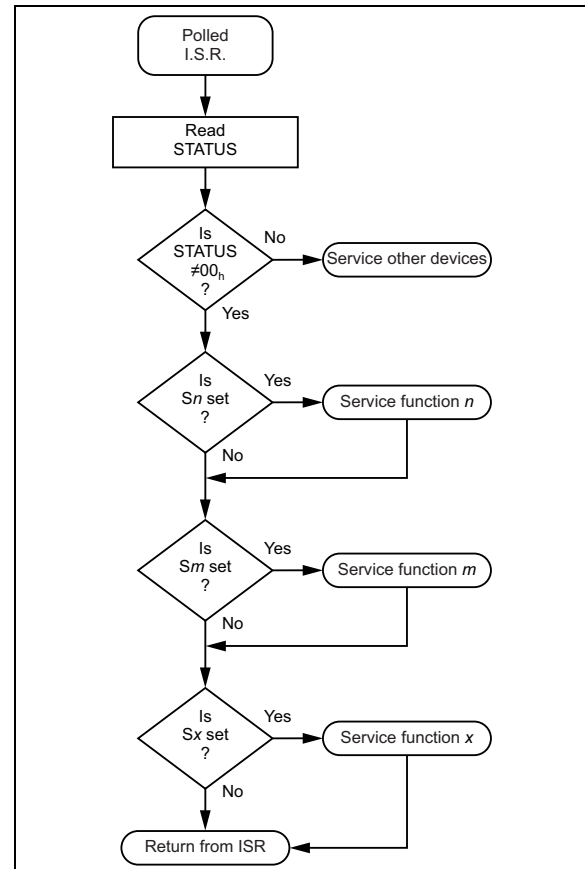 Polled
I.S.R.
Read
STATUS
Is
STATUS
≠00h
?
No
Service other devices
Yes
Is
Sn set
?
Yes
Service function n
No
Is
Sm set
?
Yes
Service function m
No
Is
Sx set
?
Yes
Service function x
No
Return from ISR